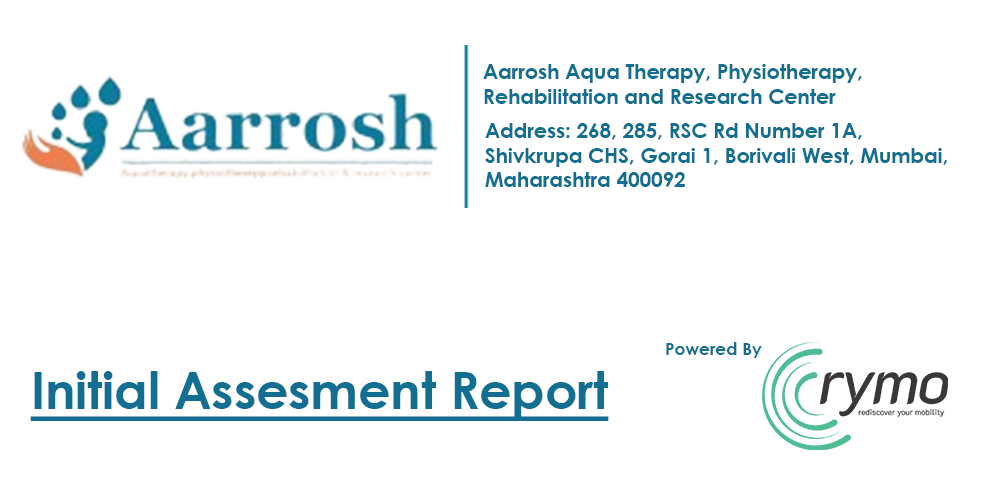 Aarrosh
Aarrosh Aqua Therapy, Physiotherapy,
Rehabilitation and Research Center
Address: 268, 285, RSC Rd Number 1A,
Shivkrupa CHS, Gorai 1, Borivali West, Mumbai,
Maharashtra 400092
Initial Assesment Report
Powered By
rymo
rediscover your mobility